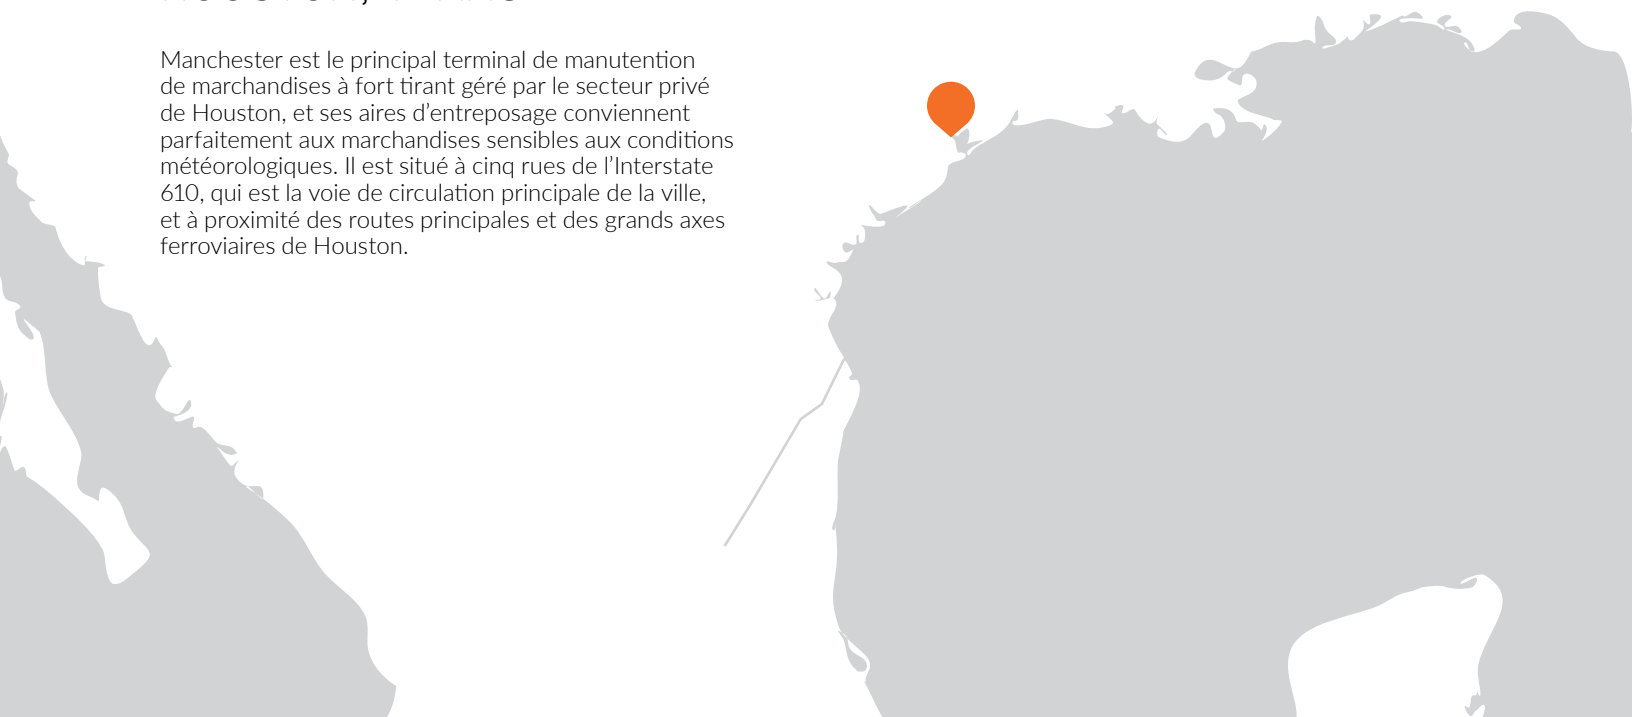 Manchester est le principal terminal de manutention
de marchandises à fort tirant géré par le secteur privé
de Houston, et ses aires d’entreposage conviennent
parfaitement aux marchandises sensibles aux conditions
météorologiques. Il est situé à cinq rues de l’Interstate
610, qui est la voie de circulation principale de la ville,
et à proximité des routes principales et des grands axes
ferroviaires de Houston.